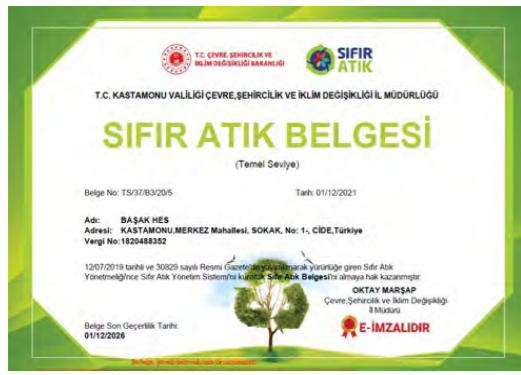 T.C. ÇEVRE, ŞEHİRCİLİK VE
İKLİM DEĞİŞİKLİĞİ BAKANLIĞI
SIFIR
ATIK
T.C. KASTAMONU VALİLİĞİ ÇEVRE,ŞEHİRCİLİK VE İKLİM DEĞİŞİKLİĞİ İL MÜDÜRLÜĞÜ
SIFIR ATIK BELGESİ
(Temel Seviye)
Belge No: TS/37/B3/20/5
Tarih: 01/12/2021
Adı: BAŞAK HES
Adresi: KASTAMONU,MERKEZ Mahallesi, SOKAK, No: 1-, CİDE,Türkiye
Vergi No:1820488352
12/07/2019 tarihli ve 30829 sayılı Resmi Gazete'de yayımlanarak yürürlüğe giren Sıfır Atık
Yönetmeliği'nce Sıfır Atık Yönetim Sistemi'ni kurarak Sıfır Atık Belgesi'ni almaya hak kazanmıştır.
OKTAY MARŞAP
Çevre,Şehircilik ve İklim Değişikliği
İl Müdürü
E-İMZALIDIR
Belge Son Geçerlilik Tarihi:
01/12/2026